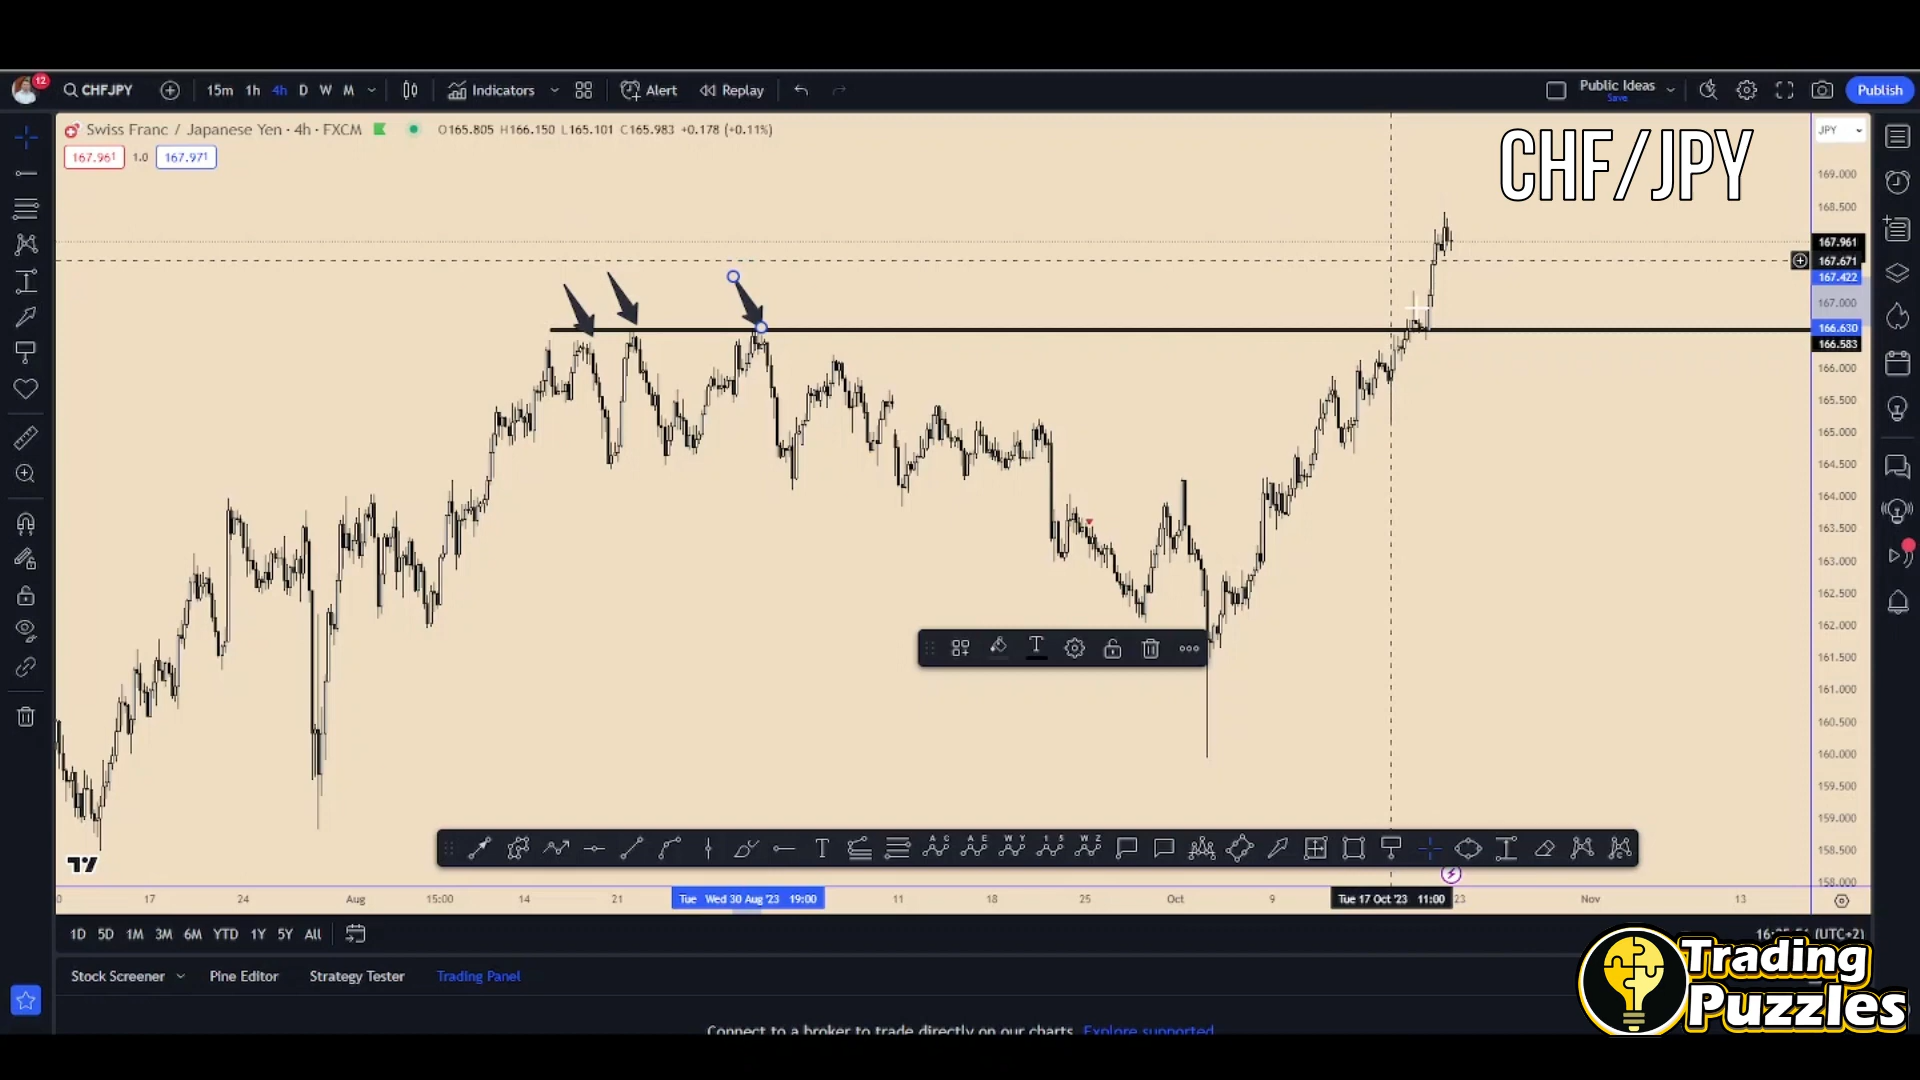 12
CHFJPY
15m 1h 4h D W M
Indicators
Alert
Replay
Public Ideas
Save
Publish
Swiss Franc / Japanese Yen · 4h · FXCM
O165.805 H166.150 L165.101 C165.983 +0.178 (+0.11%)
167.961 1.0 167.971
CHF/JPY
JPY
169.000
168.500
167.961
167.671
167.422
167.000
166.630
166.583
166.000
165.500
165.000
164.500
164.000
163.500
163.000
162.500
162.000
161.500
161.000
160.500
160.000
159.500
159.000
158.500
158.000
17 24 Aug 15:00 14 21 Tue Wed 30 Aug '23 19:00 11 18 25 Oct 9 Tue 17 Oct '23 11:00 23 Nov 13
1D 5D 1M 3M 6M YTD 1Y 5Y All
(UTC+2)
Stock Screener Pine Editor Strategy Tester Trading Panel
Connect to a broker to trade directly on our charts. Explore supported
Trading
Puzzles